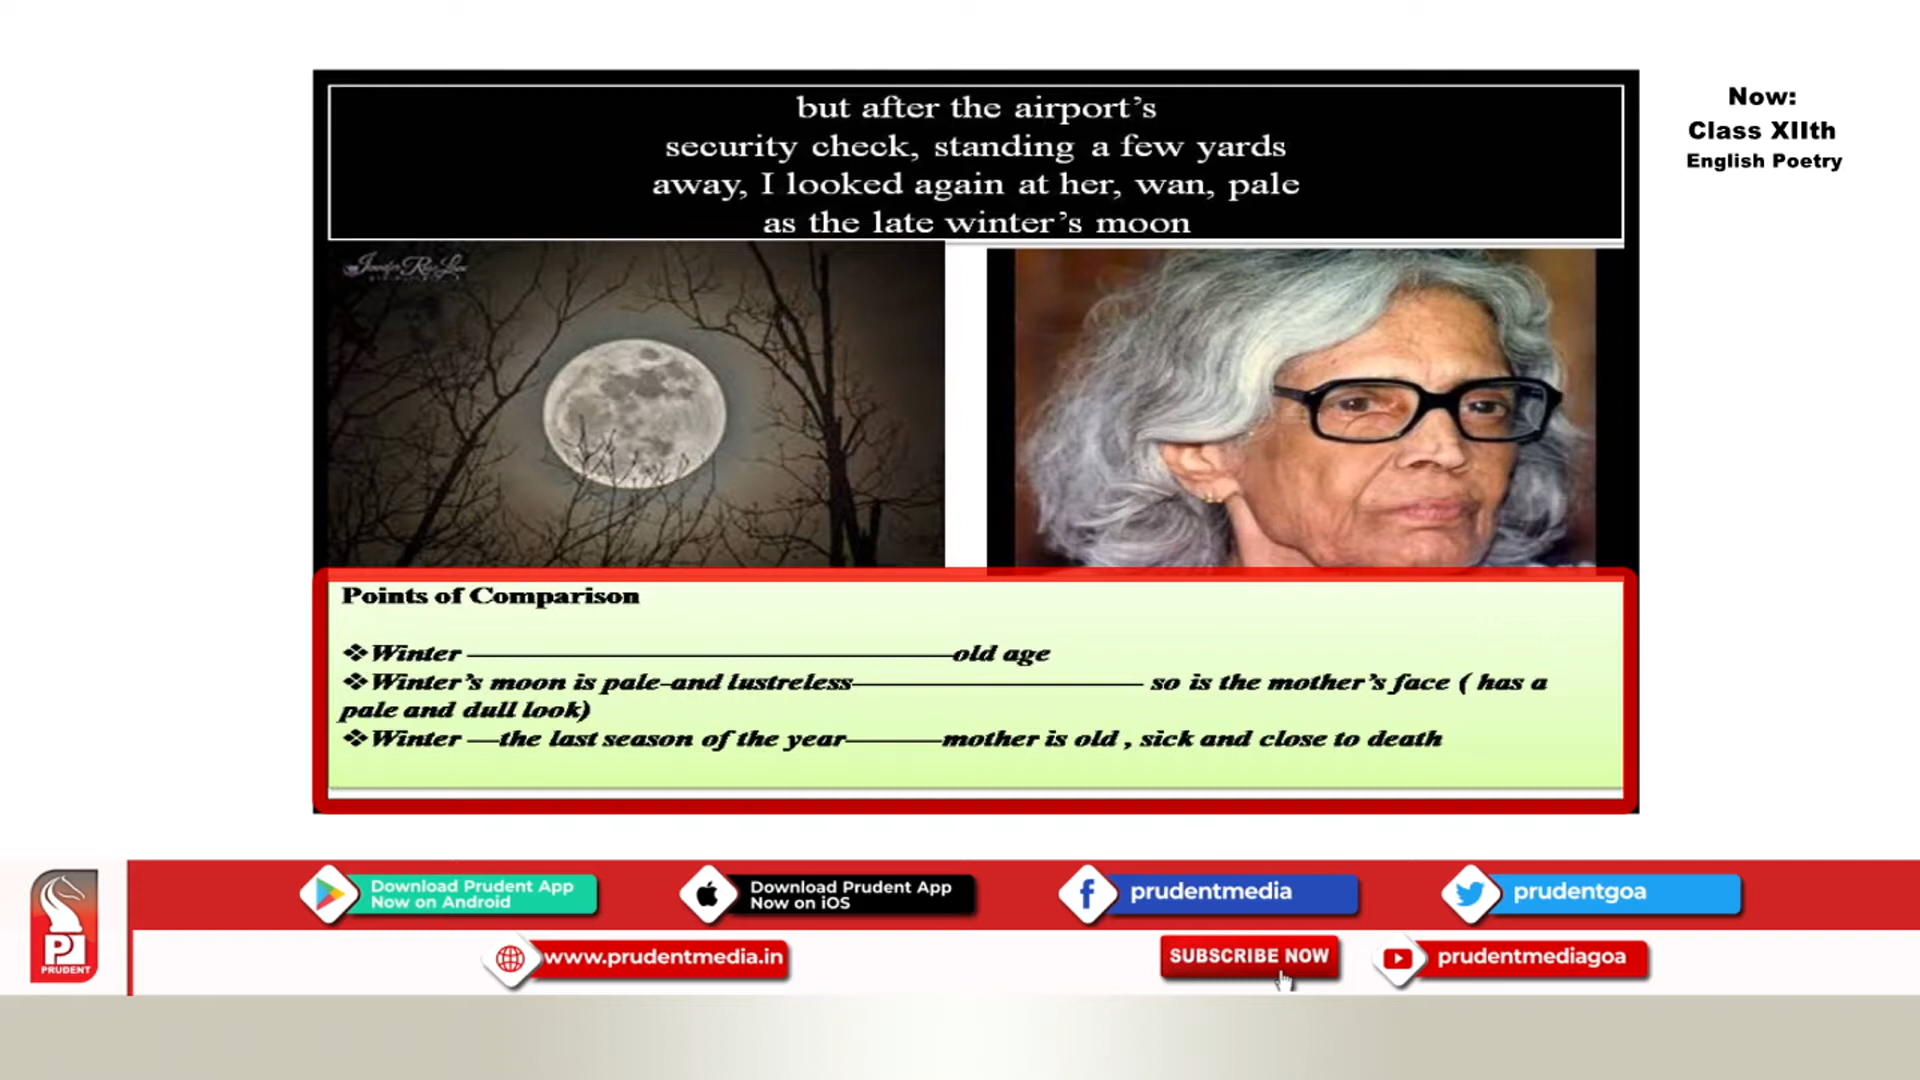 but after the airport's
security check, standing a few yards
away, I looked again at her, wan, pale
as the late winter's moon
Now:
Class XIIth
English Poetry
Points of Comparison
❖Winter ————————————old age
❖Winter's moon is pale-and lustreless———————— so is the mother's face ( has a
pale and dull look)
❖Winter —the last season of the year———mother is old , sick and close to death
Download Prudent App
Now on Android
Download Prudent App
Now on iOS
prudentmedia
prudentgoa
www.prudentmedia.in
SUBSCRIBE NOW
prudentmediagoa
PRUDENT